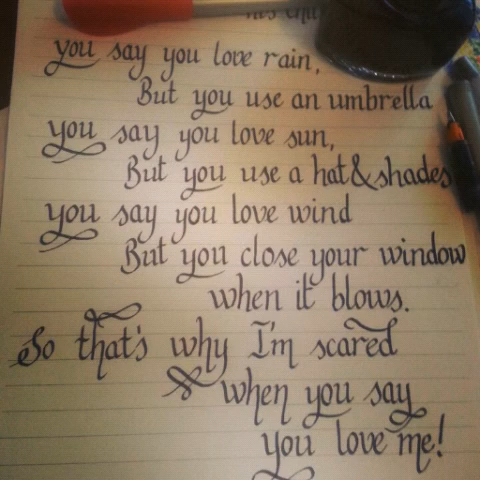 you say you love rain,
But you use an umbrella
you say you love sun,
But you use a hat & shades
you say you love wind
But you close your window
when it blows.
So that's why I'm scared
when you say
you love me!